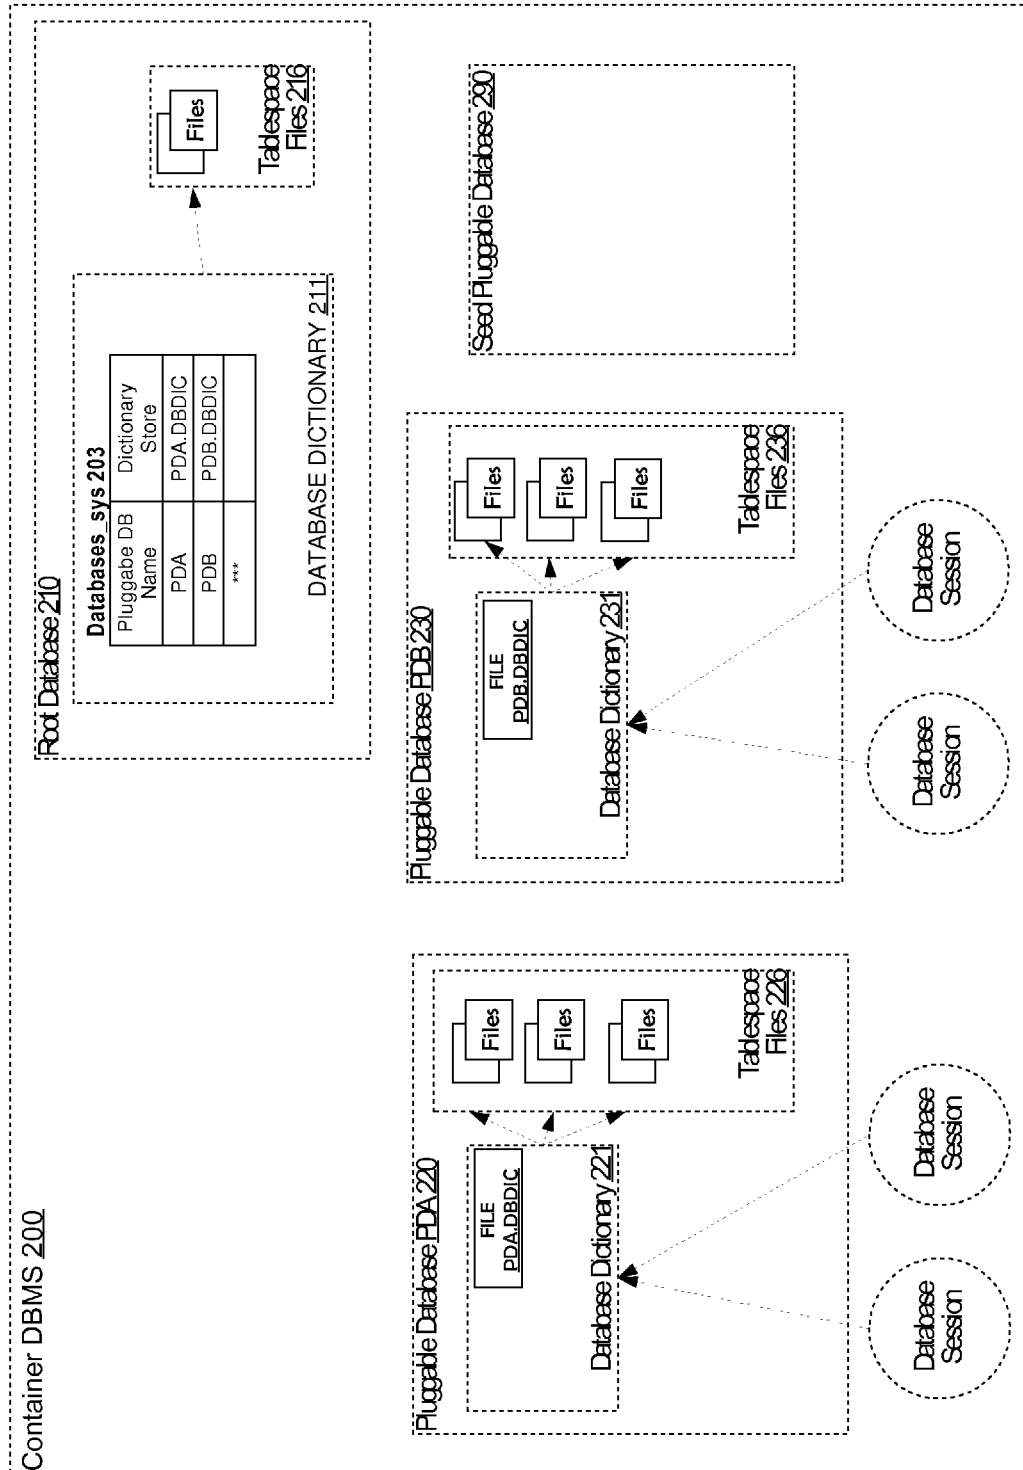 Container DBMS 200
Root Database 210
Databases_sys 203
Pluggabe DB
Name
Dictionary
Store
PDA
PDA.DBDIC
PDB
PDB.DBDIC
***
DATABASE DICTIONARY 211
Files
Tablespace
Files 216
Pluggable Database PDA 220
FILE
PDA.DBDIC
Database Dictionary 221
Files
Files
Files
Tablespace
Files 226
Database
Session
Database
Session
Pluggable Database PDB 230
FILE
PDB.DBDIC
Database Dictionary 231
Files
Files
Files
Tablespace
Files 236
Database
Session
Database
Session
Seed Pluggable Database 290